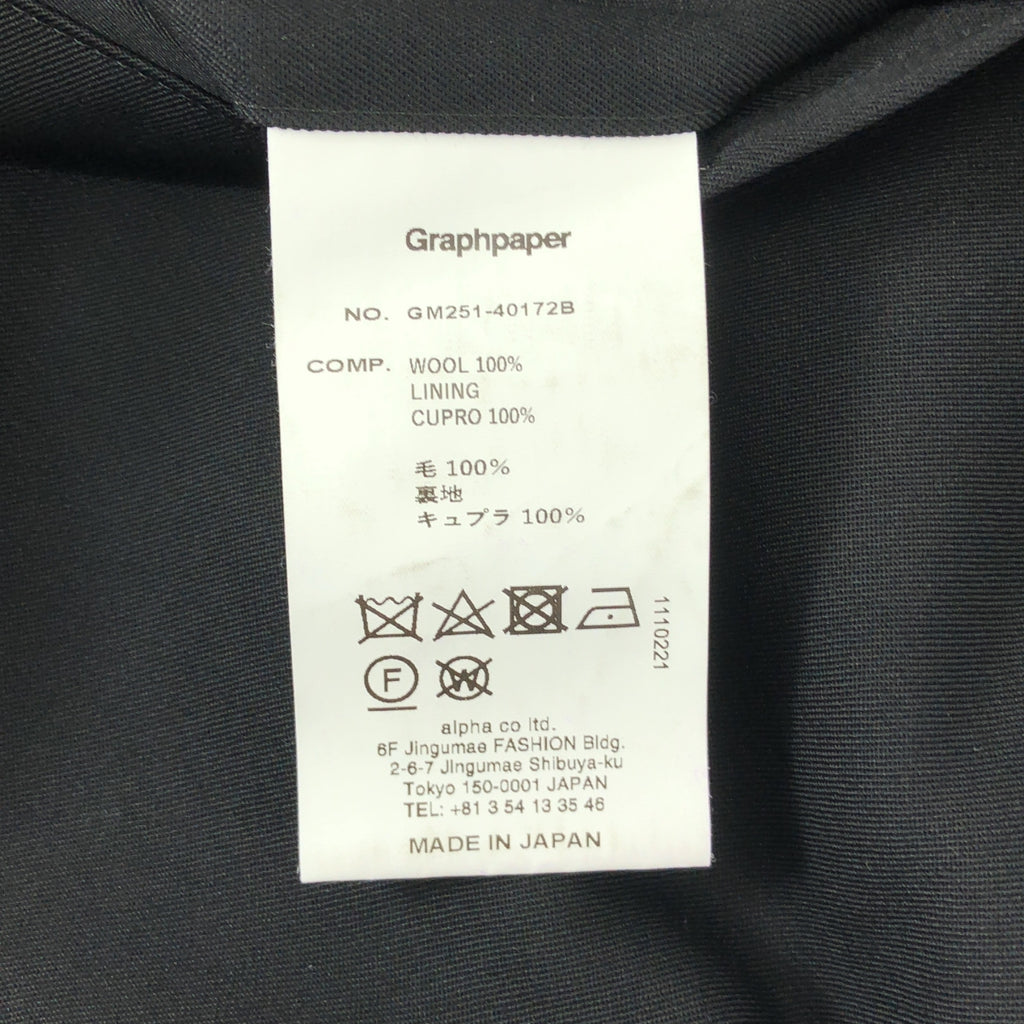 Graphpaper
NO. GM251-40172B
COMP. WOOL 100%
LINING
CUPRO 100%
毛 100%
裏地
キュプラ 100%
1110221
F
W
alpha co ltd.
6F Jingumae FASHION Bldg.
2-6-7 Jingumae Shibuya-ku
Tokyo 150-0001 JAPAN
TEL: +81 3 54 13 35 46
MADE IN JAPAN